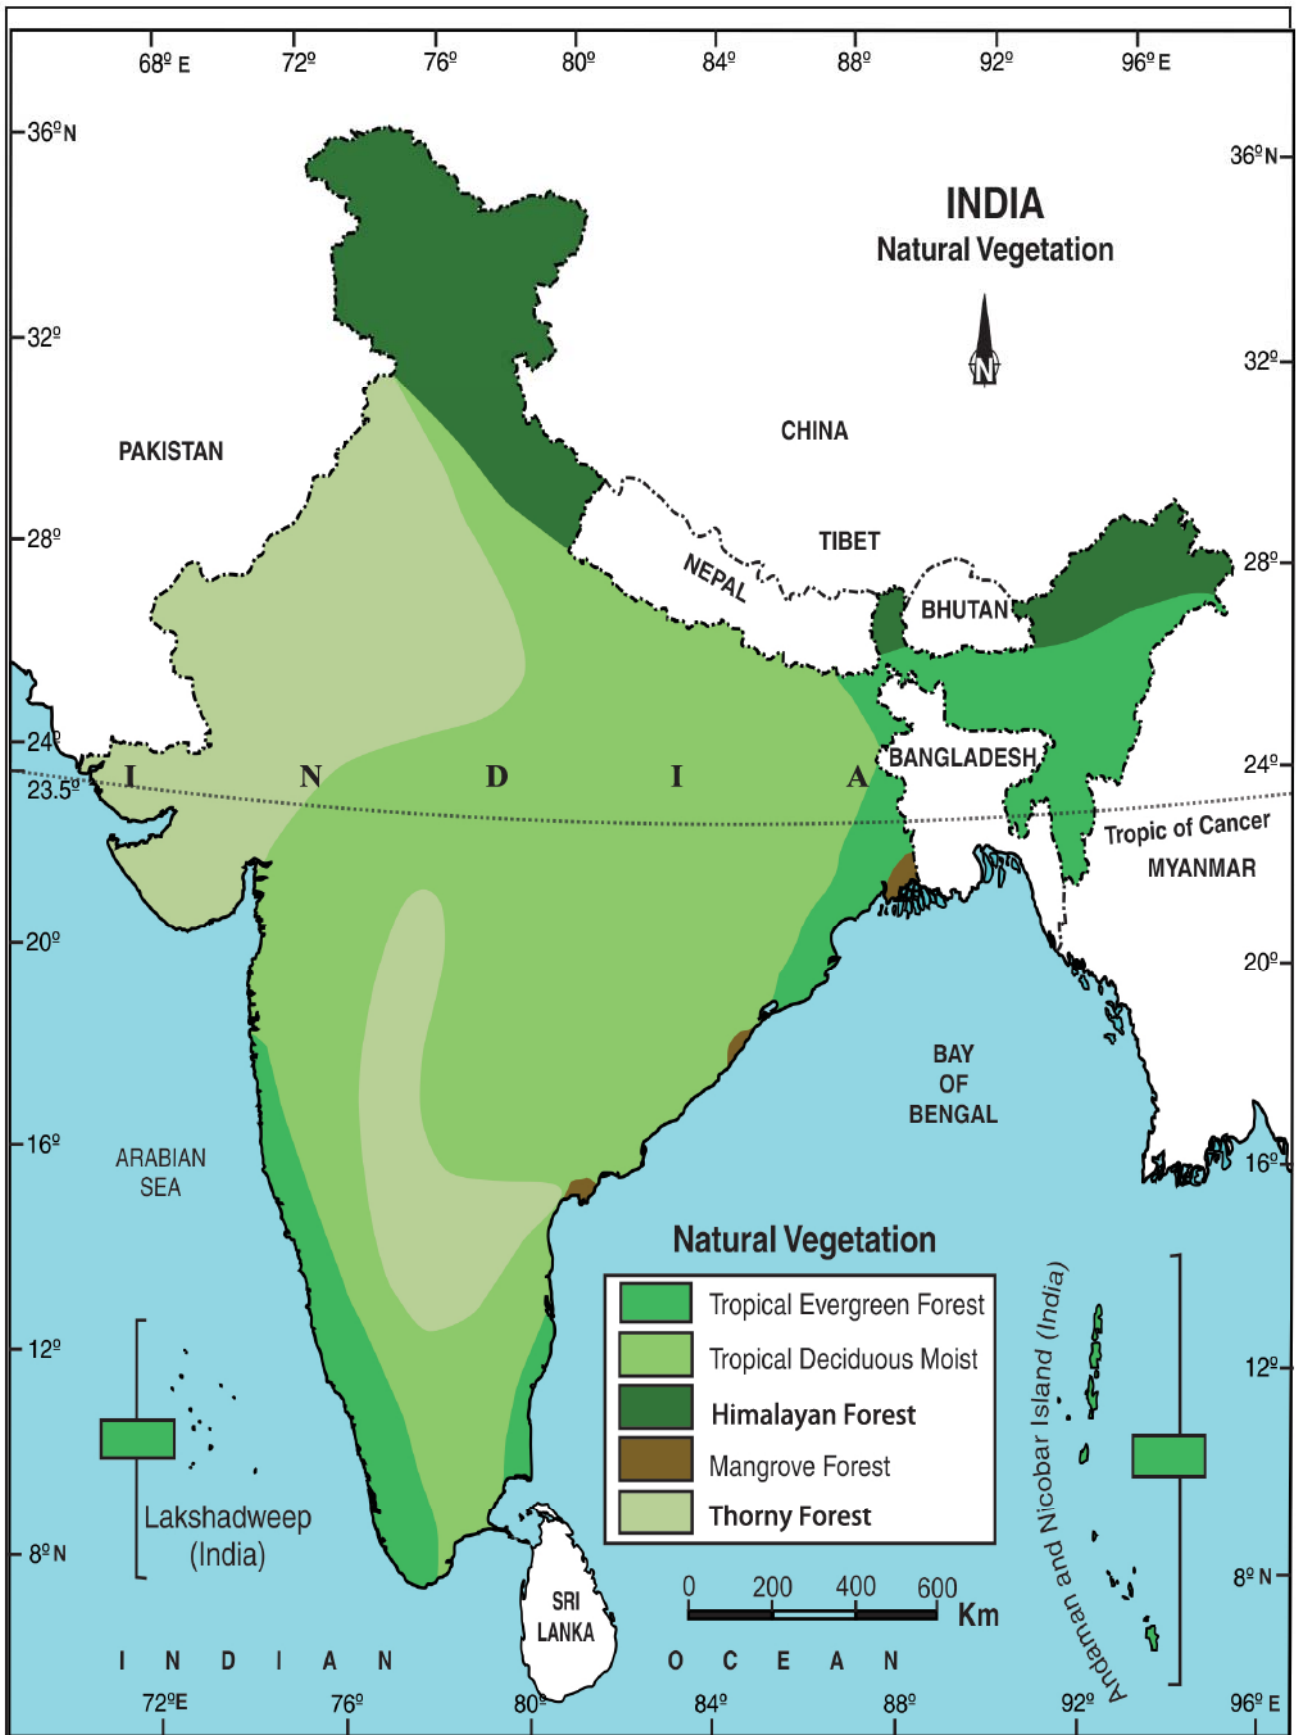 68º E 72º 76º 80º 84º 88º 92º 96º E
36ºN
36ºN
INDIA
Natural Vegetation
N
32º
32º
CHINA
PAKISTAN
28º
TIBET
28º
NEPAL
BHUTAN
24º
BANGLADESH
24º
I N D I A
23.5º
Tropic of Cancer
MYANMAR
20º
20º
BAY
OF
BENGAL
16º
16º
ARABIAN
SEA
Natural Vegetation
Tropical Evergreen Forest
Tropical Deciduous Moist
Himalayan Forest
Mangrove Forest
Thorny Forest
12º
12º
Andaman and Nicobar Island (India)
Lakshadweep
(India)
8º N
8º N
0 200 400 600
Km
SRI
LANKA
I N D I A N O C E A N
72ºE 76º 80º 84º 88º 92º 96º E